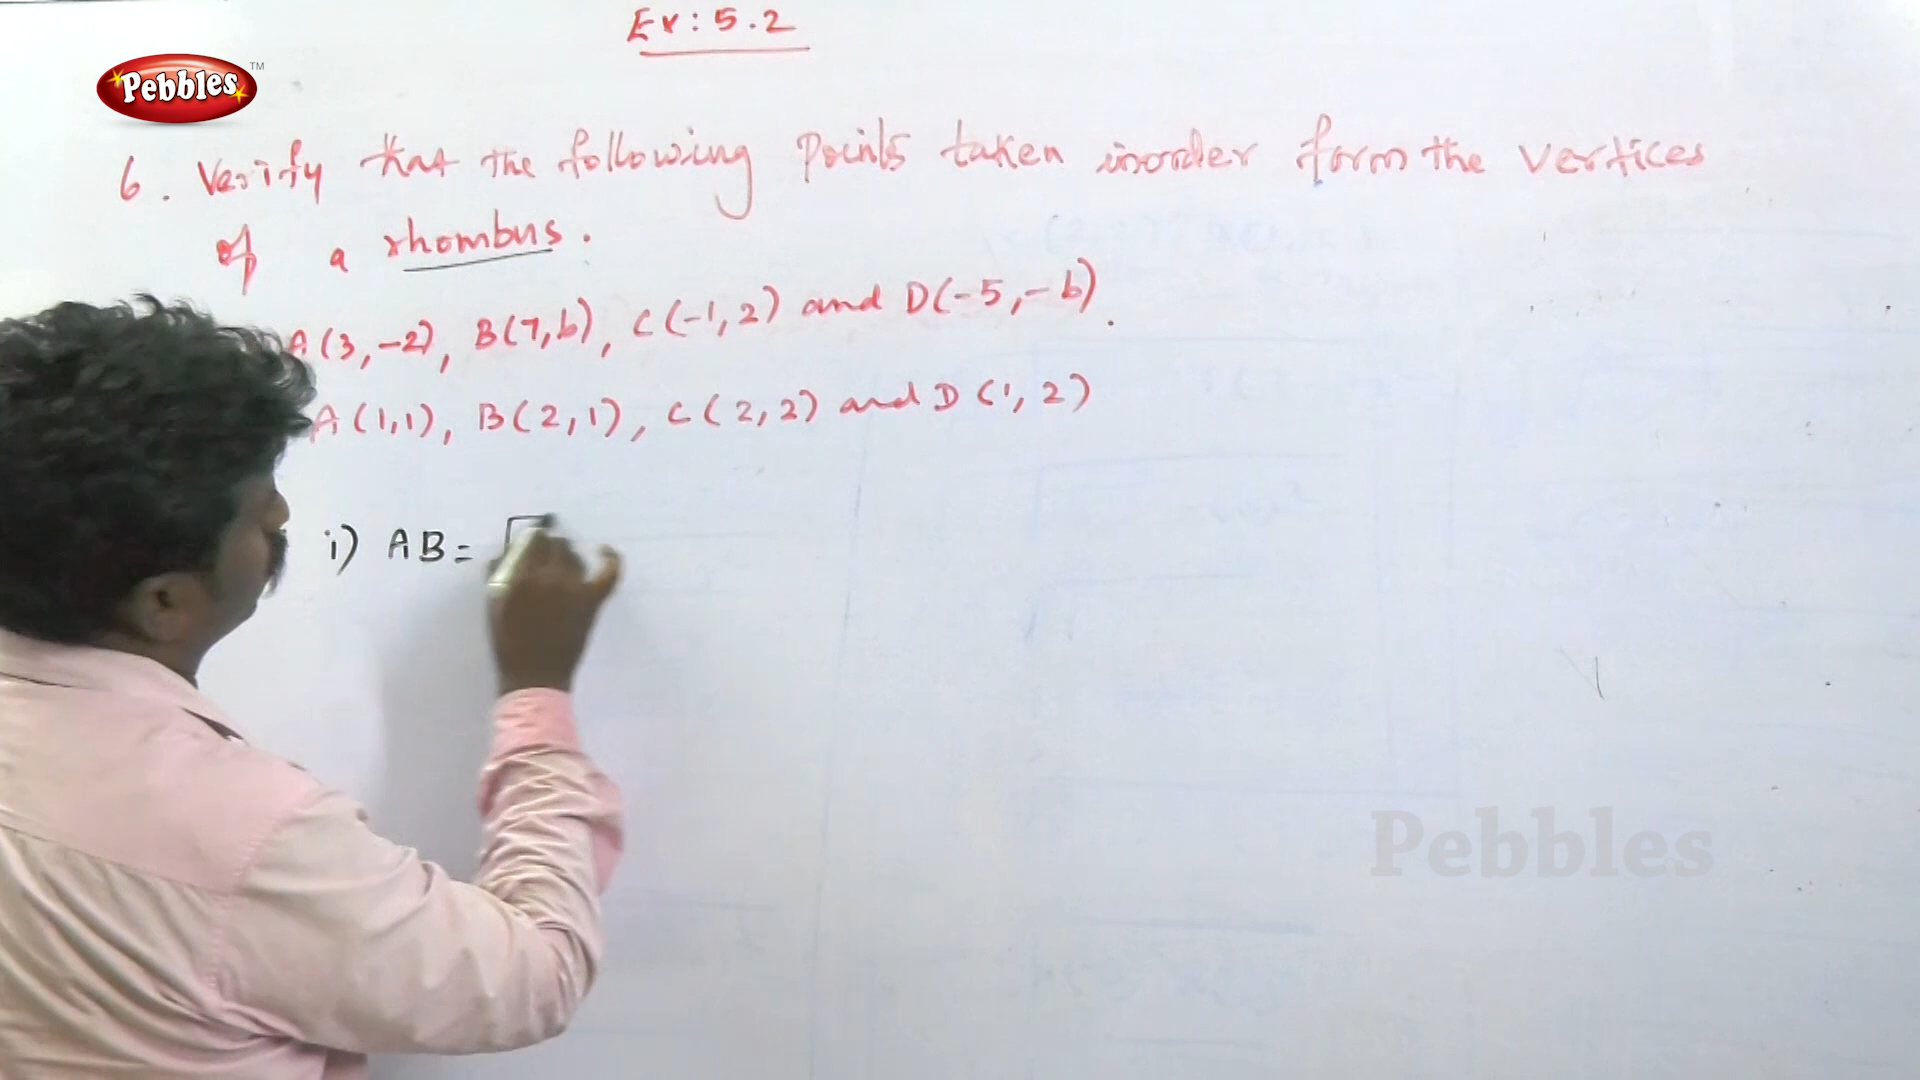 Ex: 5.2
Pebbles TM
6. Verify that the following points taken inorder form the vertices
of a rhombus.
A(3,-2), B(7,6), C(-1,2) and D(-5,-6).
A(1,1), B(2,1), C(2,2) and D(1,2)
i) AB = √
Pebbles